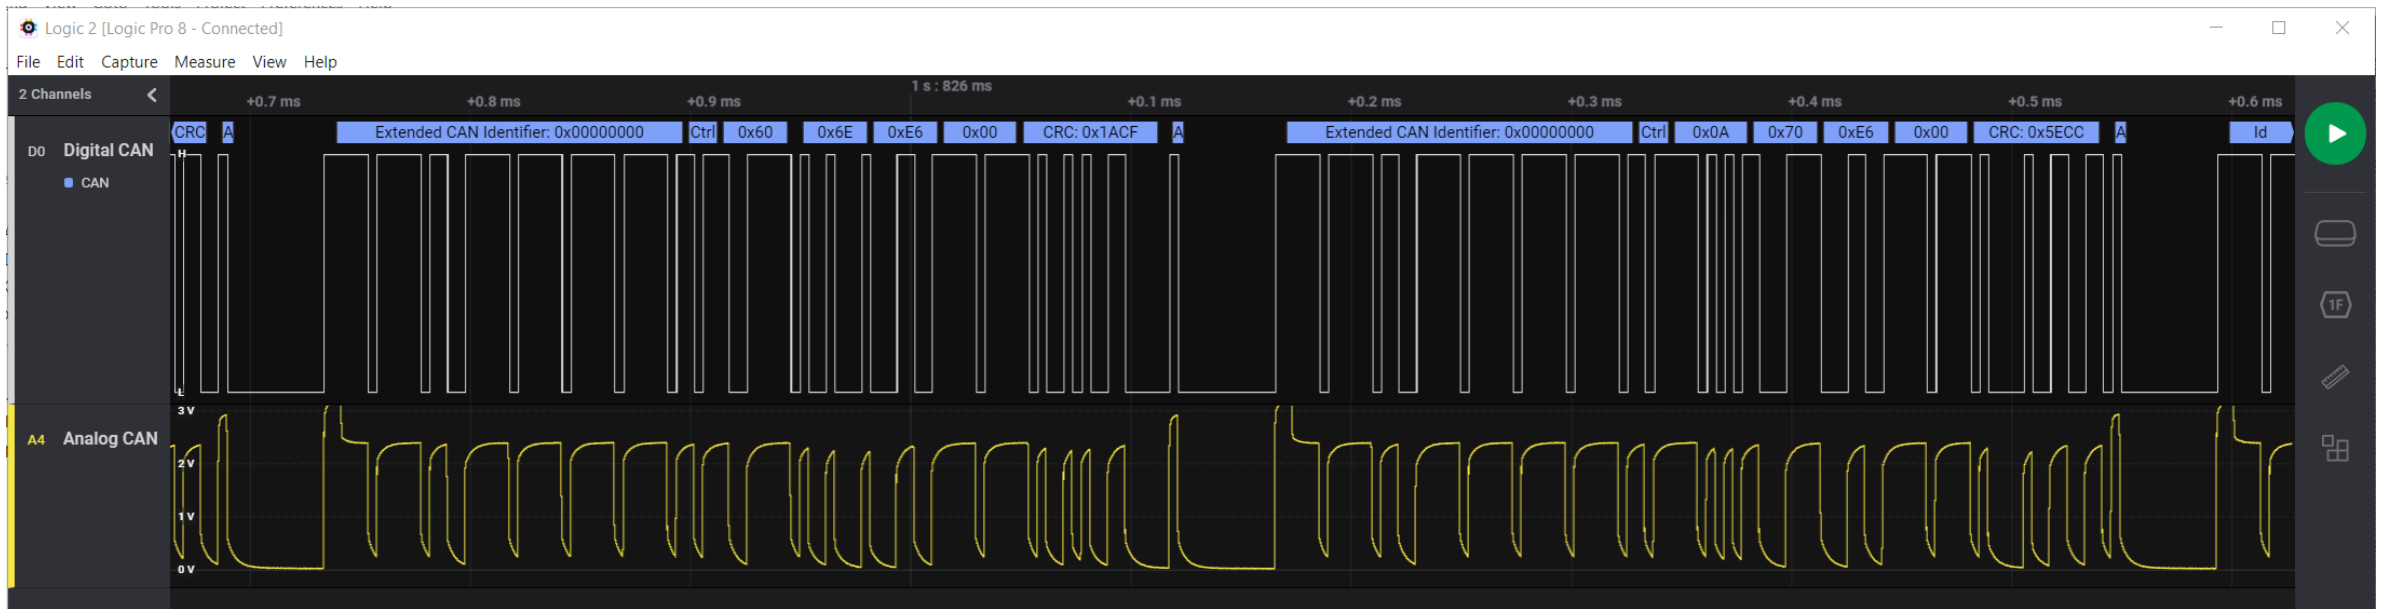 Logic 2 [Logic Pro 8 - Connected]
File Edit Capture Measure View Help
2 Channels
1 s : 826 ms
+0.7 ms +0.8 ms +0.9 ms +0.1 ms +0.2 ms +0.3 ms +0.4 ms +0.5 ms +0.6 ms
CRC A Extended CAN Identifier: 0x00000000 Ctrl 0x60 0x6E 0xE6 0x00 CRC: 0x1ACF A Extended CAN Identifier: 0x00000000 Ctrl 0x0A 0x70 0xE6 0x00 CRC: 0x5ECC A Id
D0 Digital CAN
H
CAN
L
3 V
A4 Analog CAN
2 V
1 V
0 V
1F